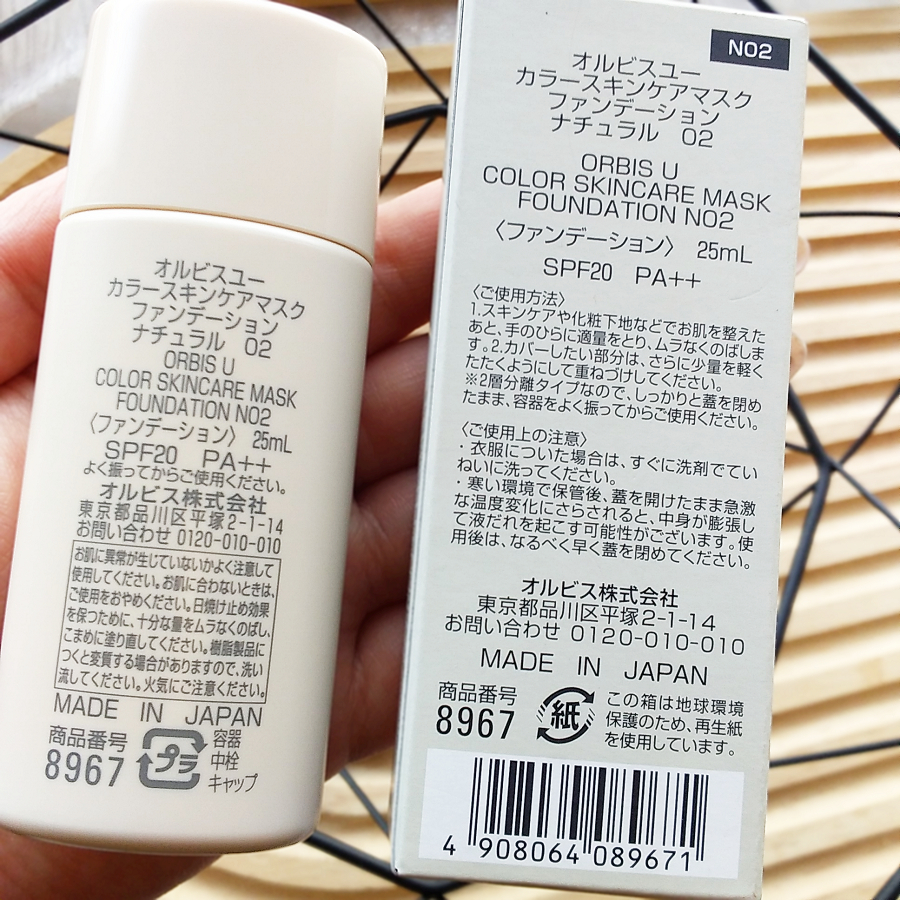 オルビスユー
カラースキンケアマスク
ファンデーション
ナチュラル 02
ORBIS U
COLOR SKINCARE MASK
FOUNDATION N02
〈ファンデーション〉 25mL
SPF20 PA++
よく振ってからご使用ください。
オルビス株式会社
東京都品川区平塚2-1-14
お問い合わせ 0120-010-010
お肌に異常が生じていないかよく注意して
使用してください。お肌に合わないときは、
ご使用をおやめください。日焼け止め効果
を保つために、十分な量をムラなくのばし、
こまめに塗り直してください。樹脂製品に
つくと変質する場合がありますので、洗い
流してください。火気にご注意ください。
MADE IN JAPAN
商品番号
8967
プラ
容器
中栓
キャップ
N02
オルビスユー
カラースキンケアマスク
ファンデーション
ナチュラル 02
ORBIS U
COLOR SKINCARE MASK
FOUNDATION N02
〈ファンデーション〉 25mL
SPF20 PA++
〈ご使用方法〉
1.スキンケアや化粧下地などでお肌を整えた
あと、手のひらに適量をとり、ムラなくのばしま
す。2.カバーしたい部分は、さらに少量を軽く
たたくようにして重ねづけしてください。
※2層分離タイプなので、しっかりと蓋を閉め
たまま、容器をよく振ってからご使用ください。
〈ご使用上の注意〉
・衣服についた場合は、すぐに洗剤でてい
ねいに洗ってください。
・寒い環境で保管後、蓋を開けたまま急激
な温度変化にさらされると、中身が膨張し
て液だれを起こす可能性がございます。使
用後は、なるべく早く蓋を閉めてください。
オルビス株式会社
東京都品川区平塚2-1-14
お問い合わせ 0120-010-010
MADE IN JAPAN
商品番号
8967
紙
この箱は地球環境
保護のため、再生紙
を使用しています。
4 908064 089671